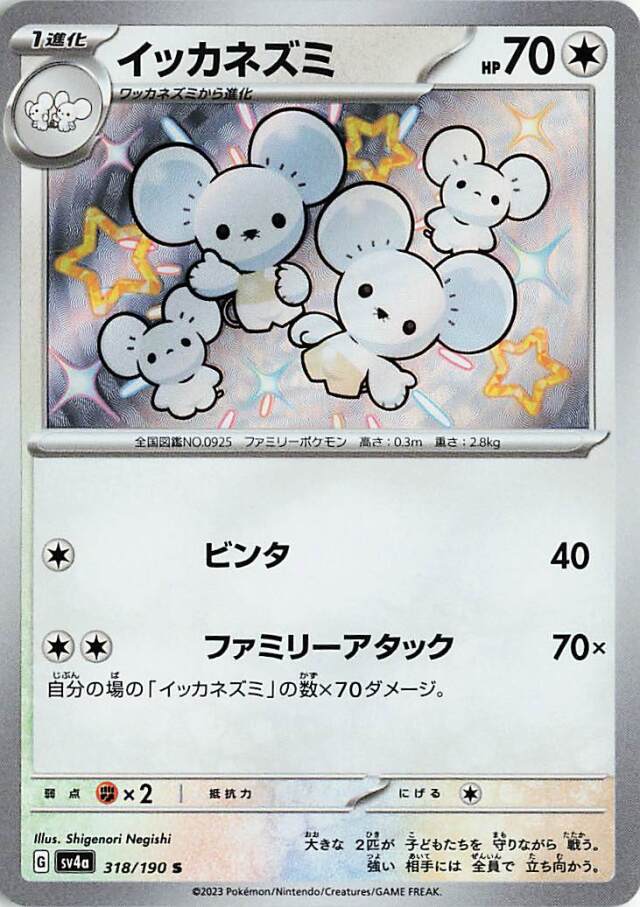 1進化
イッカネズミ
HP70
ワッカネズミから進化
全国図鑑NO.0925 ファミリーポケモン 高さ:0.3m 重さ:2.8kg
ビンタ 40
ファミリーアタック 70×
自分の場の「イッカネズミ」の数×70ダメージ。
弱点 ×2 抵抗力 にげる
Illus. Shigenori Negishi
G sv4a 318/190 S
大きな 2匹が 子どもたちを 守りながら 戦う。
強い 相手には 全員で 立ち向かう。
©2023 Pokémon/Nintendo/Creatures/GAME FREAK.